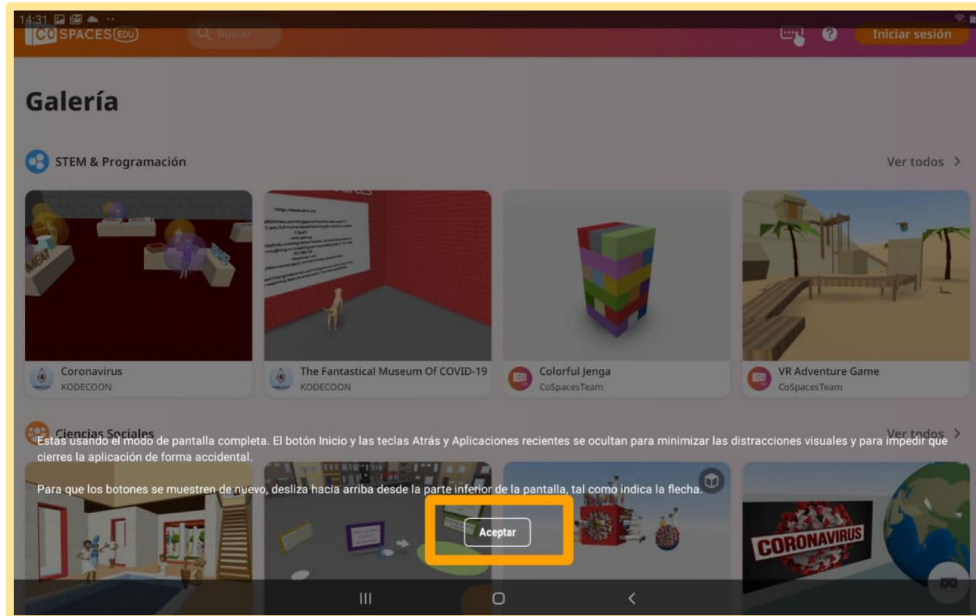 14:31
CO SPACES EDU
Buscar
Iniciar sesión
Galería
STEM & Programación
Ver todos >
MEAT
Coronavirus
KODECOON
The Fantastical Museum Of COVID-19
KODECOON
Colorful Jenga
CoSpacesTeam
VR Adventure Game
CoSpacesTeam
Ciencias Sociales
Ver todos >
Estás usando el modo de pantalla completa. El botón Inicio y las teclas Atrás y Aplicaciones recientes se ocultan para minimizar las distracciones visuales y para impedir que
cierres la aplicación de forma accidental.
Para que los botones se muestren de nuevo, desliza hacia arriba desde la parte inferior de la pantalla, tal como indica la flecha.
Aceptar
CORONAVIRUS